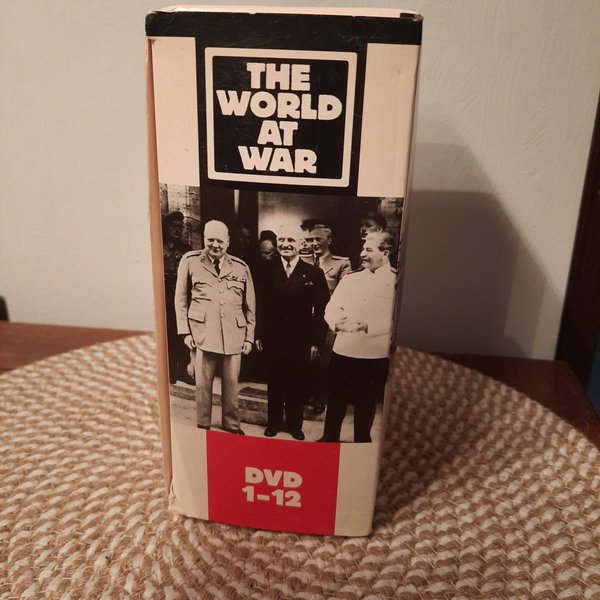 THE
WORLD
AT
WAR
DVD
1-12